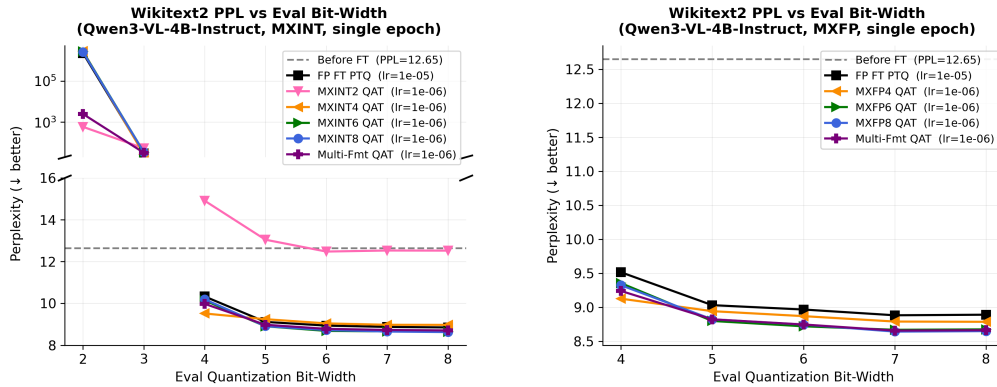 Wikitext2 PPL vs Eval Bit-Width
(Qwen3-VL-4B-Instruct, MXINT, single epoch)
Before FT (PPL=12.65)
FP FT PTQ (lr=1e-05)
MXINT2 QAT (lr=1e-06)
MXINT4 QAT (lr=1e-06)
MXINT6 QAT (lr=1e-06)
MXINT8 QAT (lr=1e-06)
Multi-Fmt QAT (lr=1e-06)
10⁵
10³
16
14
12
10
8
Perplexity (↓ better)
2 3 4 5 6 7 8
Eval Quantization Bit-Width
Wikitext2 PPL vs Eval Bit-Width
(Qwen3-VL-4B-Instruct, MXFP, single epoch)
Before FT (PPL=12.65)
FP FT PTQ (lr=1e-05)
MXFP4 QAT (lr=1e-06)
MXFP6 QAT (lr=1e-06)
MXFP8 QAT (lr=1e-06)
Multi-Fmt QAT (lr=1e-06)
12.5
12.0
11.5
11.0
10.5
10.0
9.5
9.0
8.5
Perplexity (↓ better)
4 5 6 7 8
Eval Quantization Bit-Width